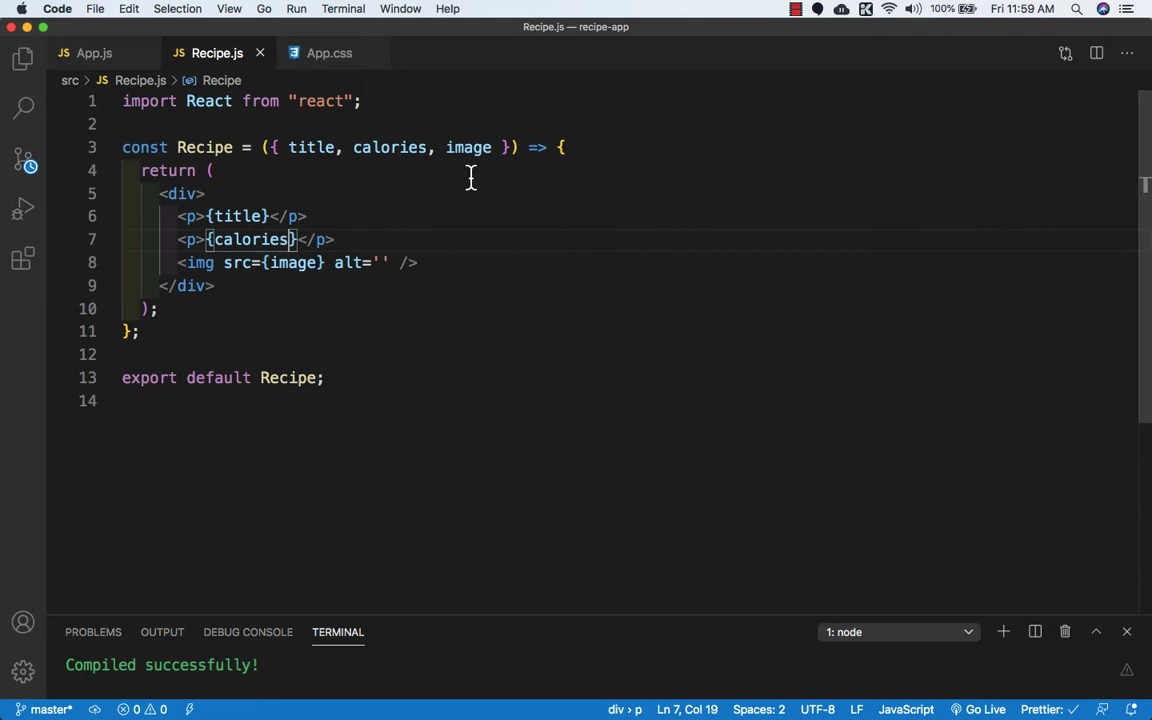 Code File Edit Selection View Go Run Terminal Window Help 100% Fri 11:59 AM
Recipe.js — recipe-app
JS App.js JS Recipe.js App.css
src > JS Recipe.js > Recipe
1 import React from "react";
2
3 const Recipe = ({ title, calories, image }) => {
4 return (
5 <div>
6 <p>{title}</p>
7 <p>{calories}</p>
8 <img src={image} alt='' />
9 </div>
10 );
11 };
12
13 export default Recipe;
14
PROBLEMS OUTPUT DEBUG CONSOLE TERMINAL 1: node
Compiled successfully!
master* 0 0 div > p Ln 7, Col 19 Spaces: 2 UTF-8 LF JavaScript Go Live Prettier: ✓